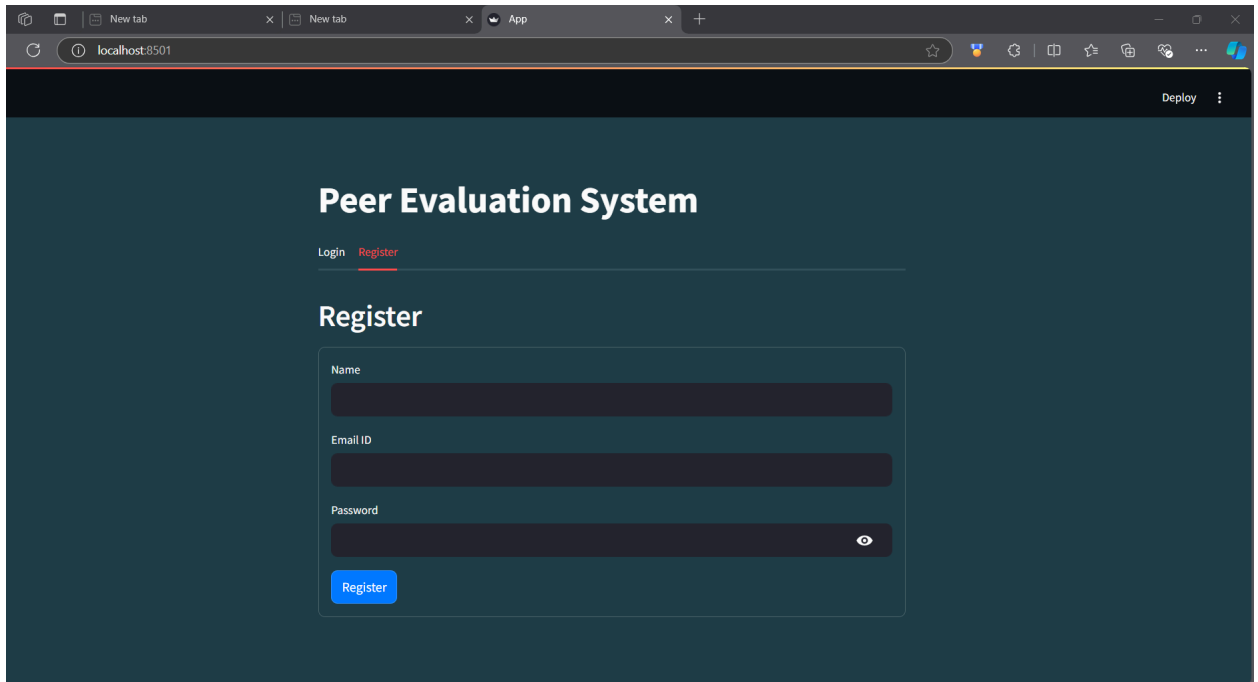 New tab New tab App
localhost:8501
Deploy
Peer Evaluation System
Login Register
Register
Name
Email ID
Password
Register